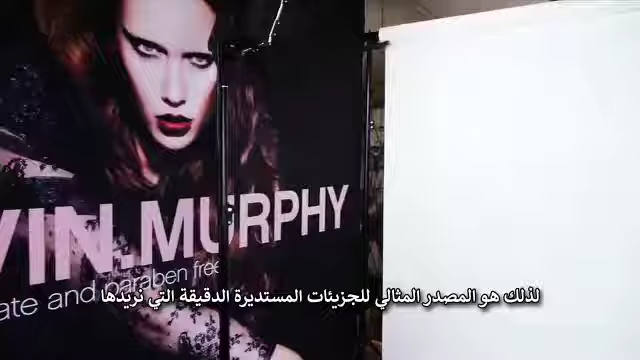 VIN.MURPHY
ate and paraben free
لذلك هو المصدر المثالي للجزيئات المستديرة الدقيقة التي نريدها